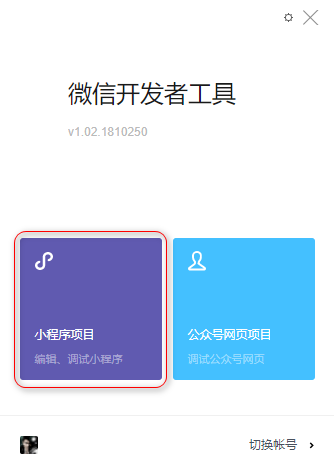 微信开发者工具
v1.02.1810250
小程序项目
编辑、调试小程序
公众号网页项目
调试公众号网页
切换帐号